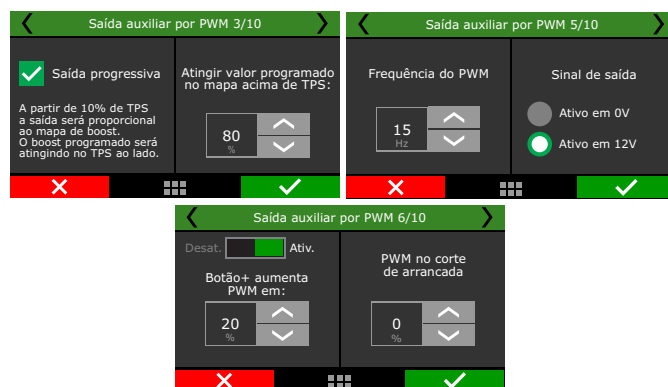 Saída auxiliar por PWM 3/10
Saída progressiva
A partir de 10% de TPS
a saída será proporcional
ao mapa de boost.
O boost programado será
atingindo no TPS ao lado.
Atingir valor programado
no mapa acima de TPS:
80
%
Saída auxiliar por PWM 5/10
Frequência do PWM
15
Hz
Sinal de saída
Ativo em 0V
Ativo em 12V
Saída auxiliar por PWM 6/10
Desat. Ativ.
Botão+ aumenta
PWM em:
20
%
PWM no corte
de arrancada
0
%